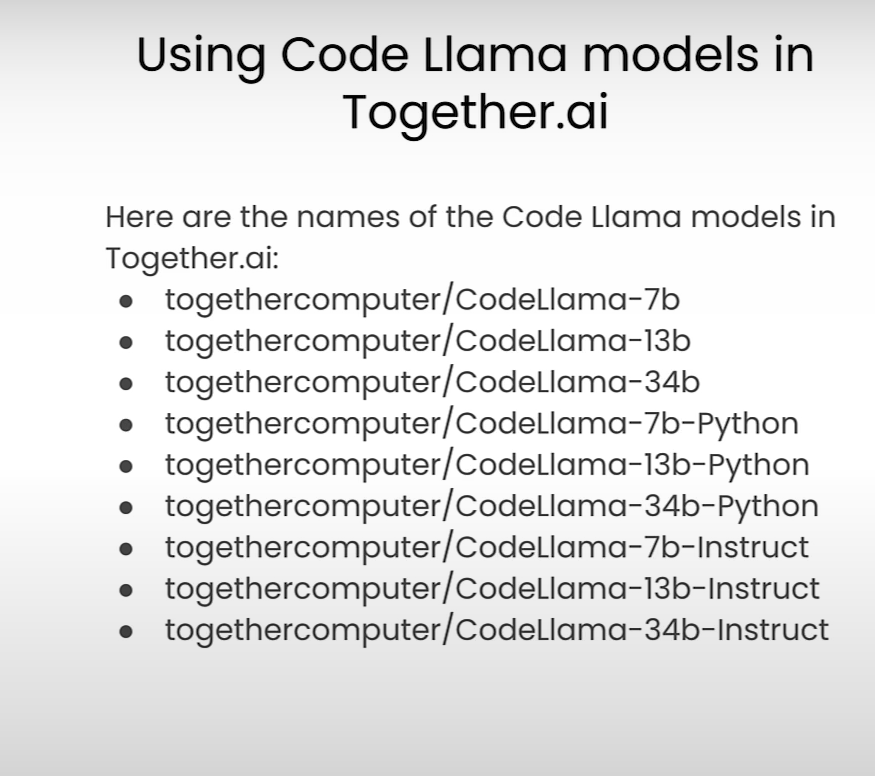 Using Code Llama models in
Together.ai
Here are the names of the Code Llama models in
Together.ai:
● togethercomputer/CodeLlama-7b
● togethercomputer/CodeLlama-13b
● togethercomputer/CodeLlama-34b
● togethercomputer/CodeLlama-7b-Python
● togethercomputer/CodeLlama-13b-Python
● togethercomputer/CodeLlama-34b-Python
● togethercomputer/CodeLlama-7b-Instruct
● togethercomputer/CodeLlama-13b-Instruct
● togethercomputer/CodeLlama-34b-Instruct